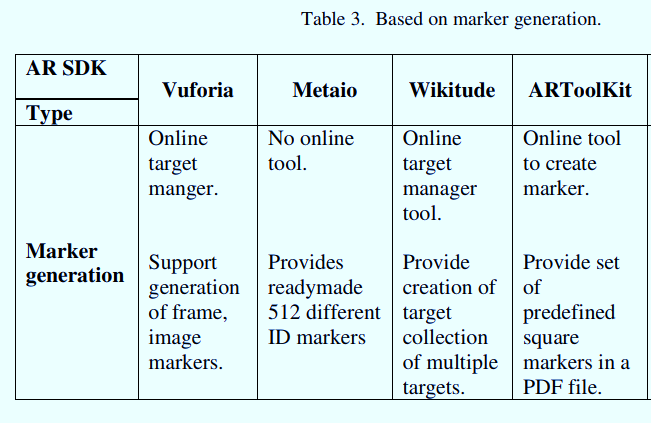 Table 3. Based on marker generation.
AR SDK
Type
Vuforia
Metaio
Wikitude
ARToolKit
Marker
generation
Online
target
manger.
Support
generation
of frame,
image
markers.
No online
tool.
Provides
readymade
512 different
ID markers
Online
target
manager
tool.
Provide
creation of
target
collection
of multiple
targets.
Online tool
to create
marker.
Provide set
of
predefined
square
markers in a
PDF file.